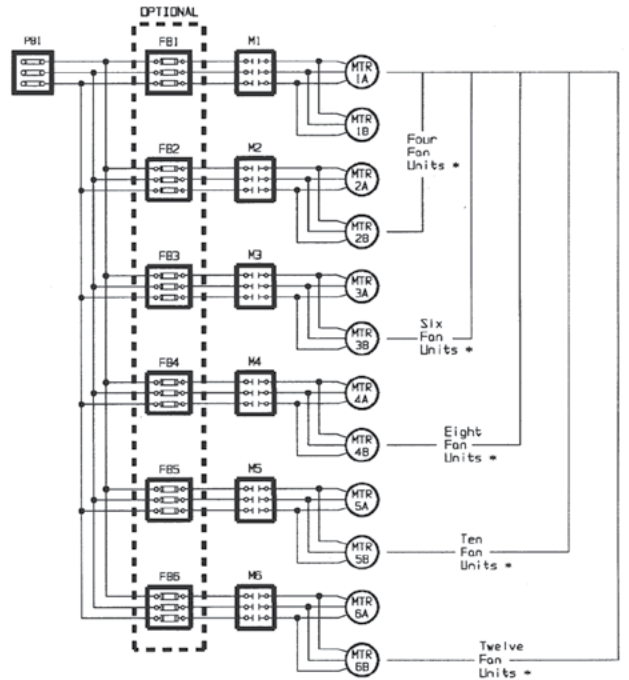 OPTIONAL
PB1
FB1
M1
MTR
1A
MTR
1B
Four
Fan
Units *
FB2
M2
MTR
2A
MTR
2B
FB3
M3
MTR
3A
MTR
3B
Six
Fan
Units *
FB4
M4
MTR
4A
MTR
4B
Eight
Fan
Units *
FB5
M5
MTR
5A
MTR
5B
Ten
Fan
Units *
FB6
M6
MTR
6A
MTR
6B
Twelve
Fan
Units *